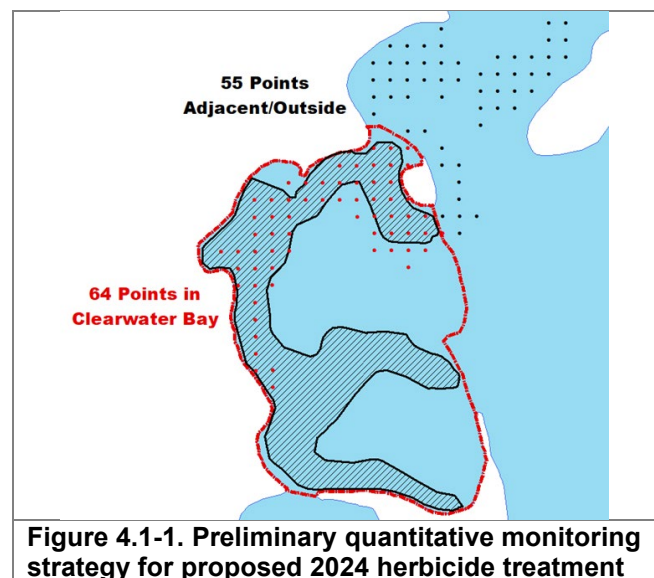 55 Points
Adjacent/Outside
64 Points in
Clearwater Bay
Figure 4.1-1. Preliminary quantitative monitoring
strategy for proposed 2024 herbicide treatment